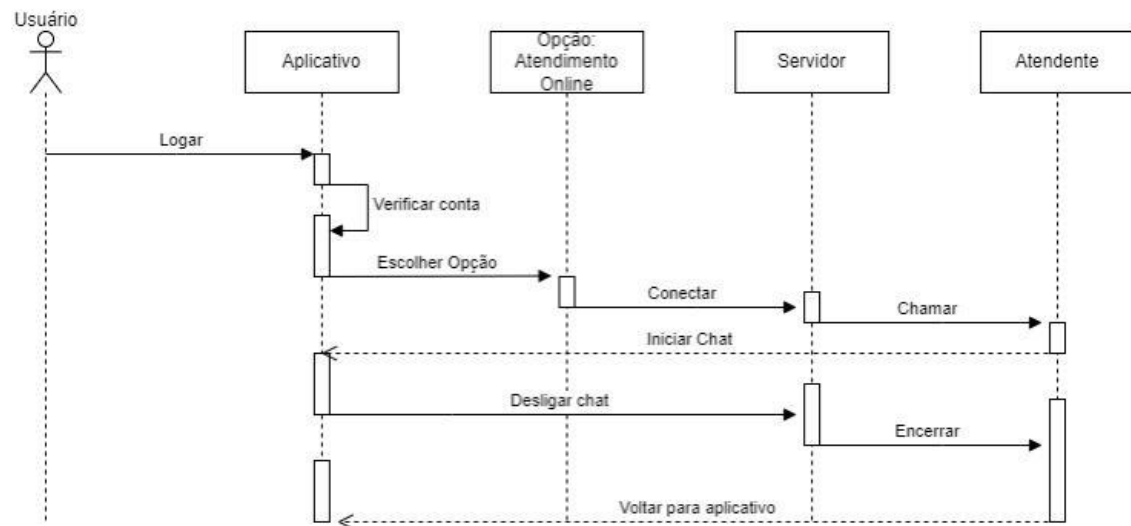 Usuário
Aplicativo
Opção:
Atendimento
Online
Servidor
Atendente
Logar
Verificar conta
Escolher Opção
Conectar
Chamar
Iniciar Chat
Desligar chat
Encerrar
Voltar para aplicativo